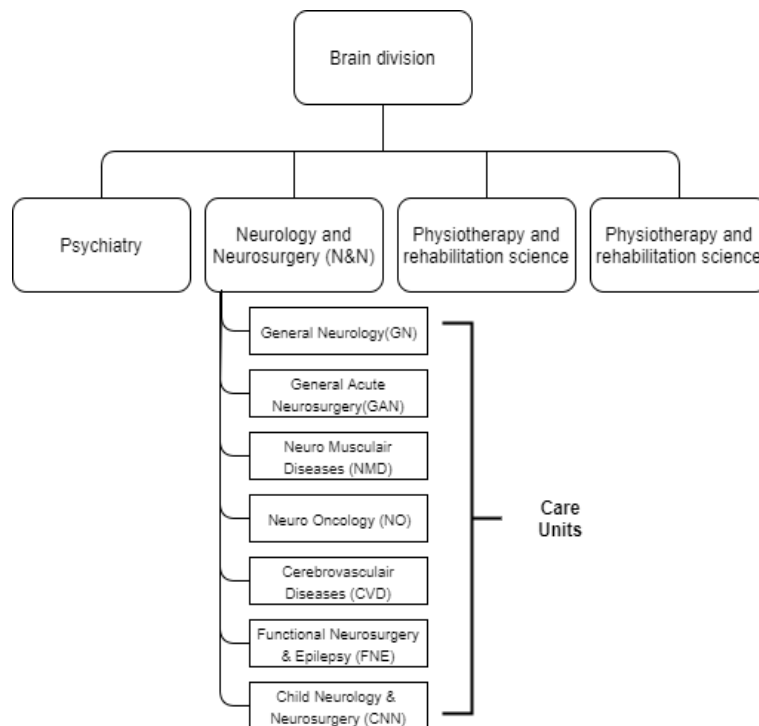 Brain division
Psychiatry
Neurology and
Neurosurgery (N&N)
Physiotherapy and
rehabilitation science
Physiotherapy and
rehabilitation science
General Neurology(GN)
General Acute
Neurosurgery(GAN)
Neuro Musculair
Diseases (NMD)
Neuro Oncology (NO)
Cerebrovasculair
Diseases (CVD)
Functional Neurosurgery
& Epilepsy (FNE)
Child Neurology &
Neurosurgery (CNN)
Care
Units